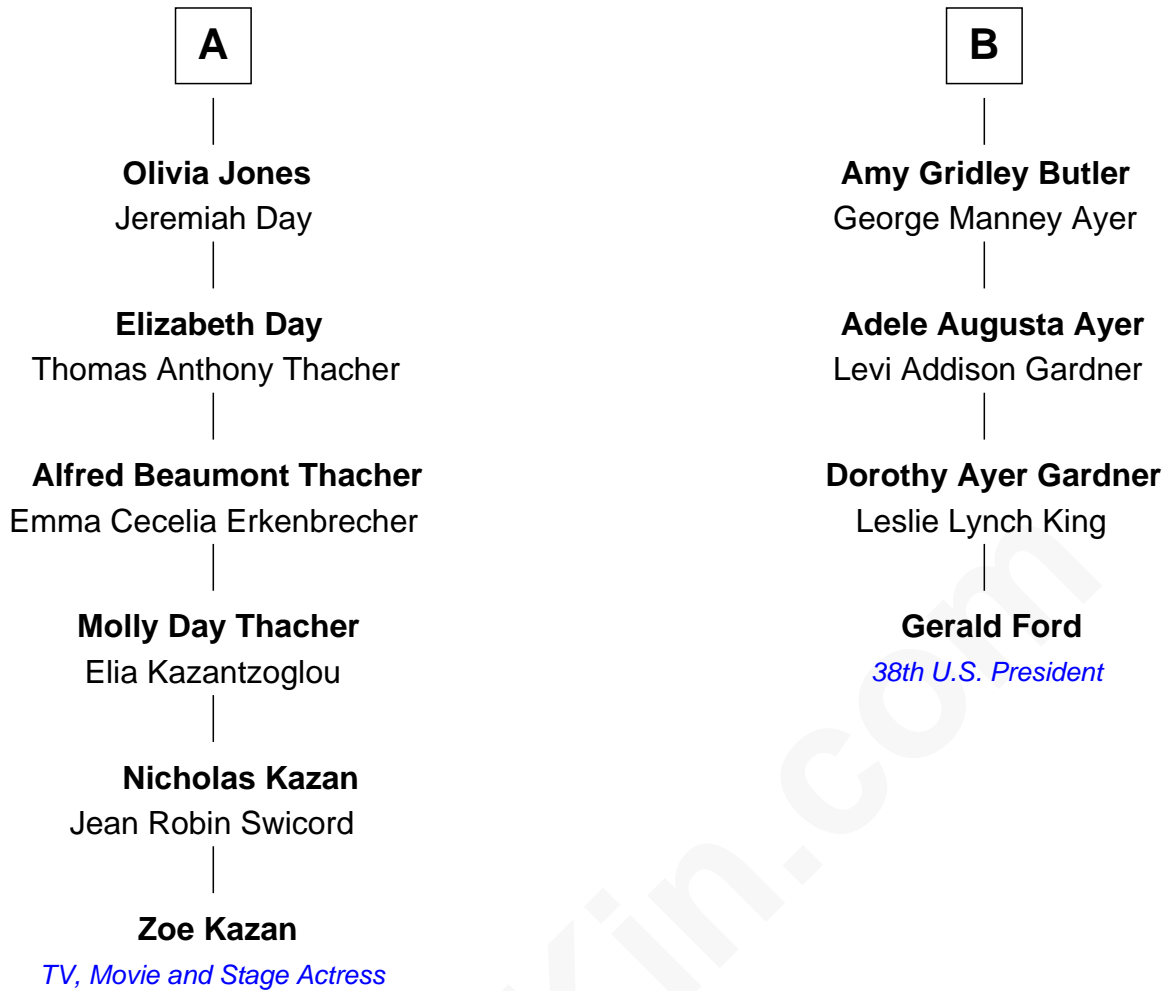 A
Olivia Jones
Jeremiah Day
Elizabeth Day
Thomas Anthony Thacher
Alfred Beaumont Thacher
Emma Cecelia Erkenbrecher
Molly Day Thacher
Elia Kazantzoglou
Nicholas Kazan
Jean Robin Swicord
Zoe Kazan
TV, Movie and Stage Actress
B
Amy Gridley Butler
George Manney Ayer
Adele Augusta Ayer
Levi Addison Gardner
Dorothy Ayer Gardner
Leslie Lynch King
Gerald Ford
38th U.S. President
in.com